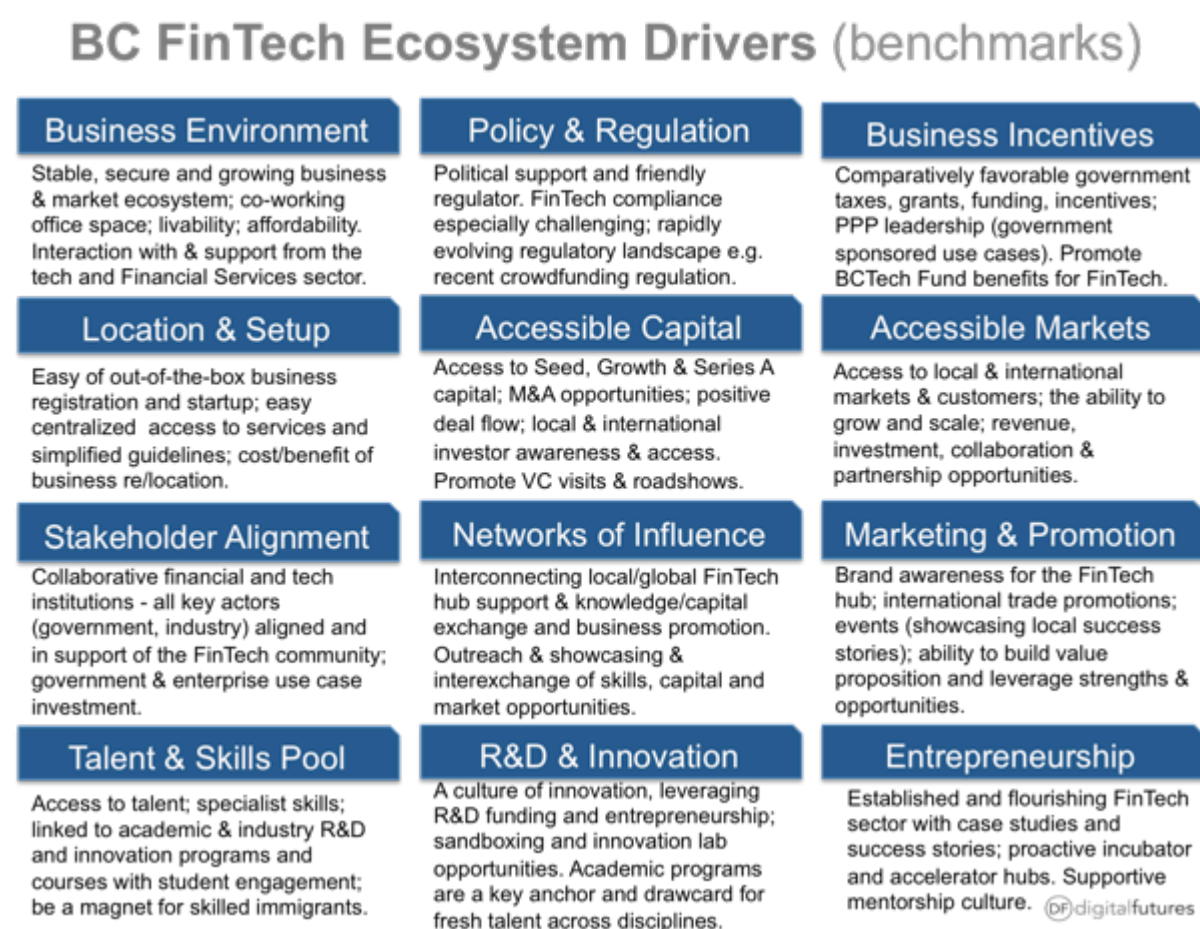 BC FinTech Ecosystem Drivers (benchmarks)
Business Environment
Stable, secure and growing business
& market ecosystem; co-working
office space; livability; affordability.
Interaction with & support from the
tech and Financial Services sector.
Policy & Regulation
Political support and friendly
regulator. FinTech compliance
especially challenging; rapidly
evolving regulatory landscape e.g.
recent crowdfunding regulation.
Business Incentives
Comparatively favorable government
taxes, grants, funding, incentives;
PPP leadership (government
sponsored use cases). Promote
BCTech Fund benefits for FinTech.
Location & Setup
Easy of out-of-the-box business
registration and startup; easy
centralized access to services and
simplified guidelines; cost/benefit of
business re/location.
Accessible Capital
Access to Seed, Growth & Series A
capital; M&A opportunities; positive
deal flow; local & international
investor awareness & access.
Promote VC visits & roadshows.
Accessible Markets
Access to local & international
markets & customers; the ability to
grow and scale; revenue,
investment, collaboration &
partnership opportunities.
Stakeholder Alignment
Collaborative financial and tech
institutions - all key actors
(government, industry) aligned and
in support of the FinTech community;
government & enterprise use case
investment.
Networks of Influence
Interconnecting local/global FinTech
hub support & knowledge/capital
exchange and business promotion.
Outreach & showcasing &
interexchange of skills, capital and
market opportunities.
Marketing & Promotion
Brand awareness for the FinTech
hub; international trade promotions;
events (showcasing local success
stories); ability to build value
proposition and leverage strengths &
opportunities.
Talent & Skills Pool
Access to talent; specialist skills;
linked to academic & industry R&D
and innovation programs and
courses with student engagement;
be a magnet for skilled immigrants.
R&D & Innovation
A culture of innovation, leveraging
R&D funding and entrepreneurship;
sandboxing and innovation lab
opportunities. Academic programs
are a key anchor and drawcard for
fresh talent across disciplines.
Entrepreneurship
Established and flourishing FinTech
sector with case studies and
success stories; proactive incubator
and accelerator hubs. Supportive
mentorship culture.
DF digitalfutures